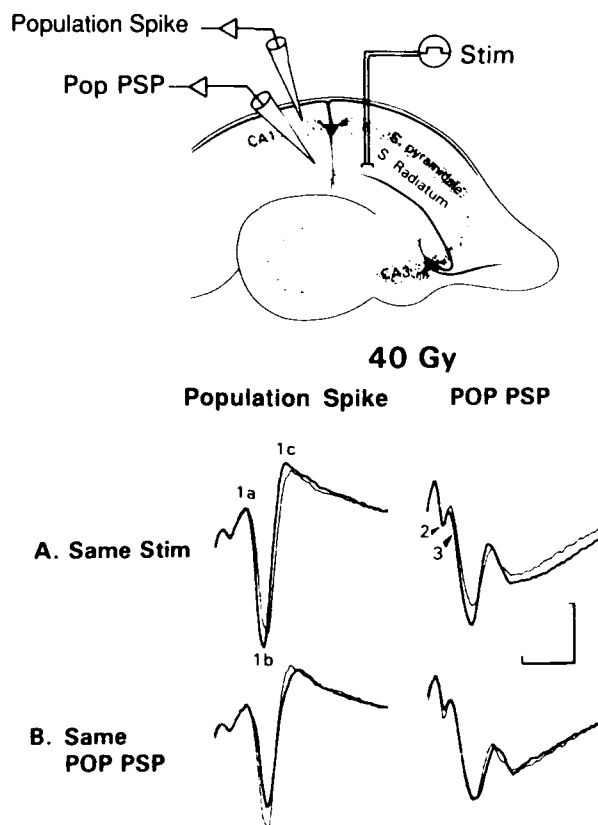 Population Spike
Pop PSP
Stim
CA1
S. pyramidale
S. Radiatum
CA3
40 Gy
Population Spike POP PSP
1c
1a
2
3
A. Same Stim
1b
B. Same
POP PSP